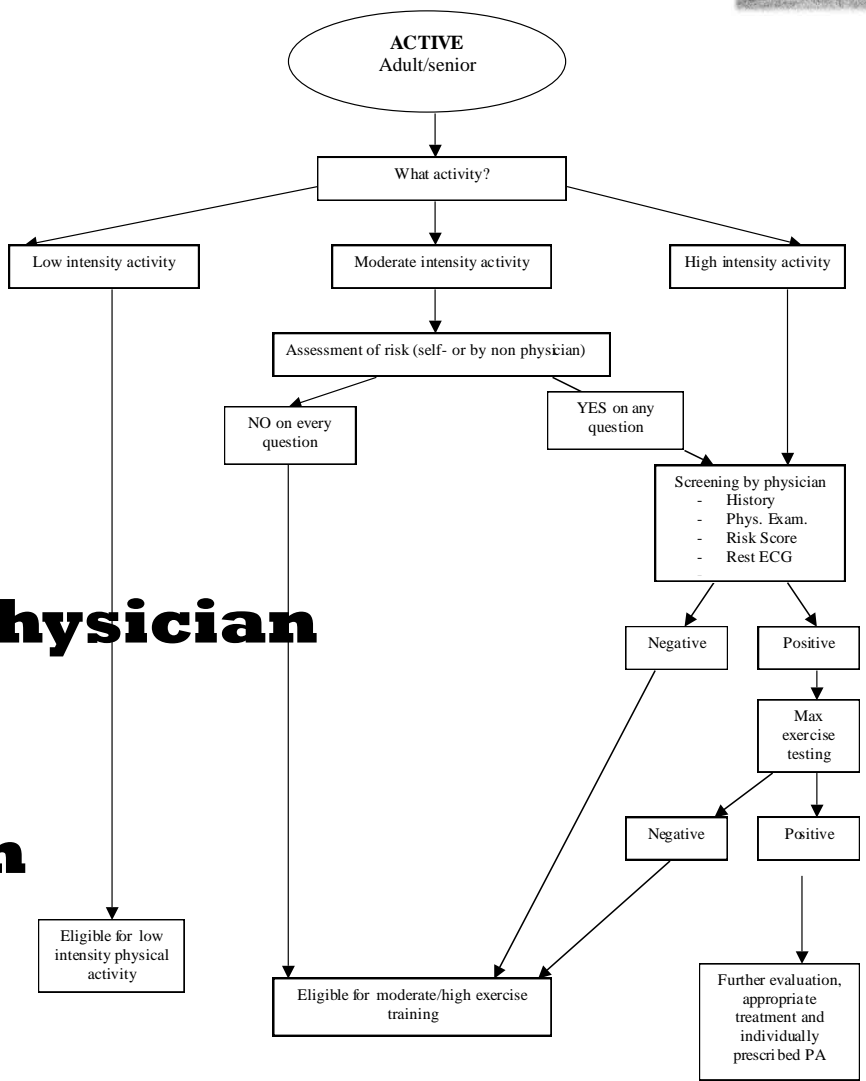 ACTIVE
Adult/senior
What activity?
Low intensity activity
Moderate intensity activity
High intensity activity
Assessment of risk (self- or by non physician)
NO on every
question
YES on any
question
Screening by physician
- History
- Phys. Exam.
- Risk Score
- Rest ECG
-
hysician
Negative
Positive
Max
exercise
testing
n
Negative
Positive
Eligible for low
intensity physical
activity
Eligible for moderate/high exercise
training
Further evaluation,
appropriate
treatment and
individually
prescribed PA